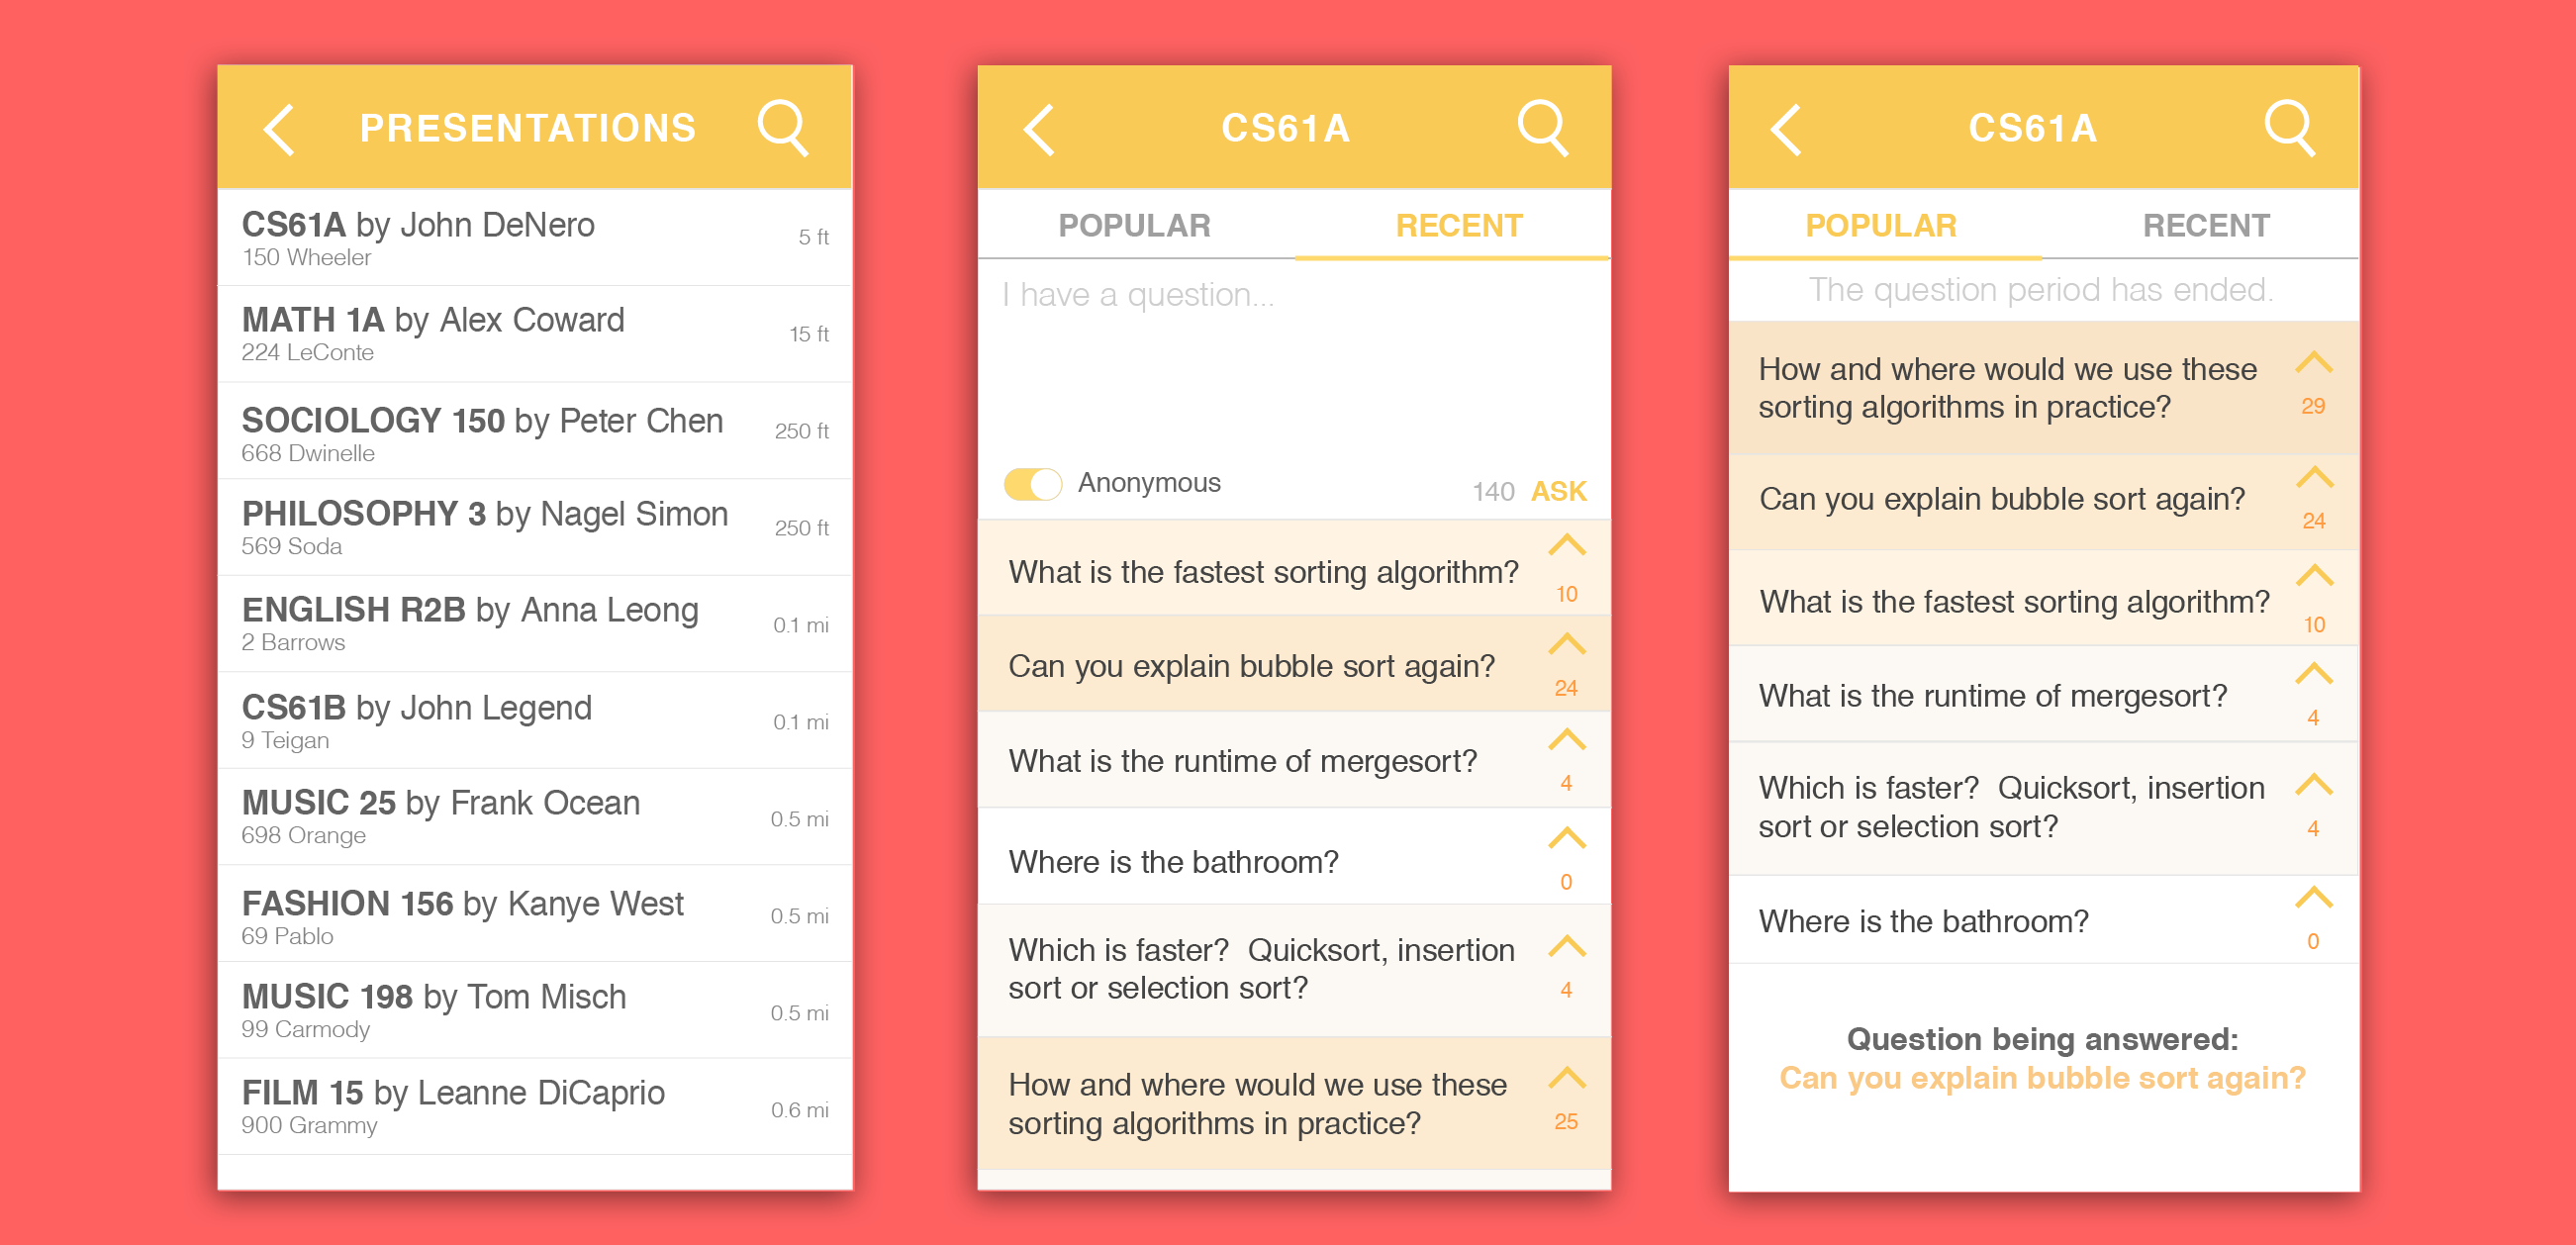 PRESENTATIONS
CS61A by John DeNero
150 Wheeler
5 ft
MATH 1A by Alex Coward
224 LeConte
15 ft
SOCIOLOGY 150 by Peter Chen
668 Dwinelle
250 ft
PHILOSOPHY 3 by Nagel Simon
569 Soda
250 ft
ENGLISH R2B by Anna Leong
2 Barrows
0.1 mi
CS61B by John Legend
9 Teigan
0.1 mi
MUSIC 25 by Frank Ocean
698 Orange
0.5 mi
FASHION 156 by Kanye West
69 Pablo
0.5 mi
MUSIC 198 by Tom Misch
99 Carmody
0.5 mi
FILM 15 by Leanne DiCaprio
900 Grammy
0.6 mi
CS61A
POPULAR RECENT
I have a question...
Anonymous 140 ASK
What is the fastest sorting algorithm?
10
Can you explain bubble sort again?
24
What is the runtime of mergesort?
4
Where is the bathroom?
0
Which is faster?  Quicksort, insertion
sort or selection sort?
4
How and where would we use these
sorting algorithms in practice?
25
CS61A
POPULAR RECENT
The question period has ended.
How and where would we use these
sorting algorithms in practice?
29
Can you explain bubble sort again?
24
What is the fastest sorting algorithm?
10
What is the runtime of mergesort?
4
Which is faster?  Quicksort, insertion
sort or selection sort?
4
Where is the bathroom?
0
Question being answered:
Can you explain bubble sort again?